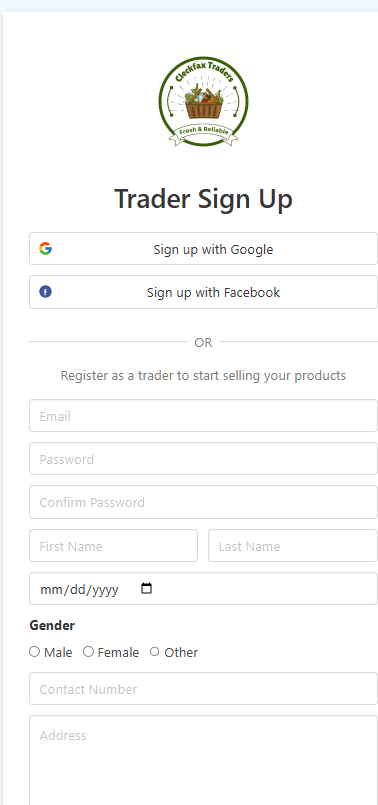 Cleckfax Traders
Fresh & Reliable
Trader Sign Up
Sign up with Google
Sign up with Facebook
OR
Register as a trader to start selling your products
Email
Password
Confirm Password
First Name Last Name
mm/dd/yyyy
Gender
Male Female Other
Contact Number
Address